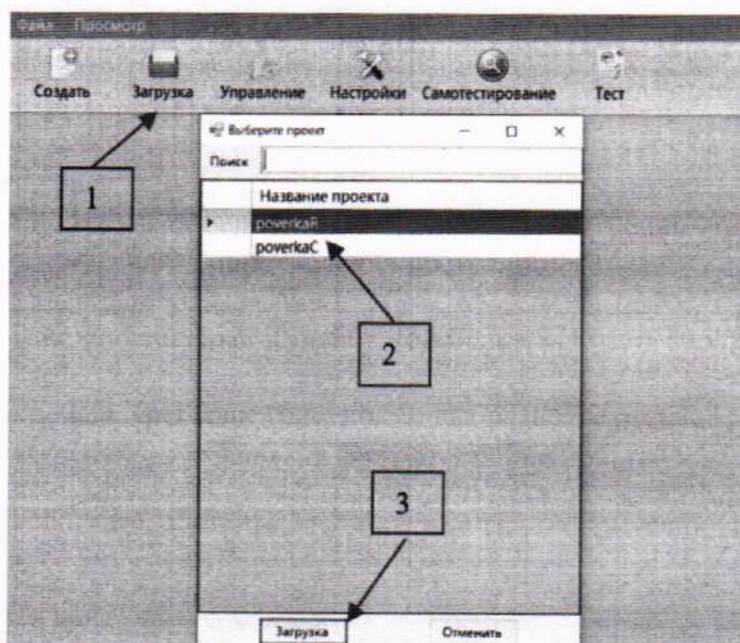 Файл Просмотр
Создать Загрузка Управление Настройки Самотестирование Тест
Выберите проект
Поиск
1
Название проекта
poverkaR
poverkaC
2
3
Загрузка Отменить